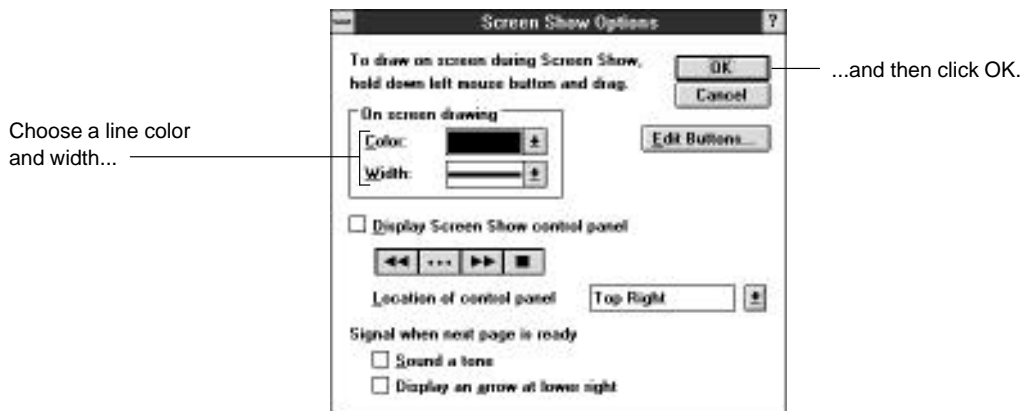 Screen Show Options ?
To draw on screen during Screen Show,
hold down left mouse button and drag.
OK
...and then click OK.
Cancel
On screen drawing
Choose a line color
and width...
Color:
Edit Buttons...
Width:
Display Screen Show control panel
Location of control panel Top Right
Signal when next page is ready
Sound a tone
Display an arrow at lower right